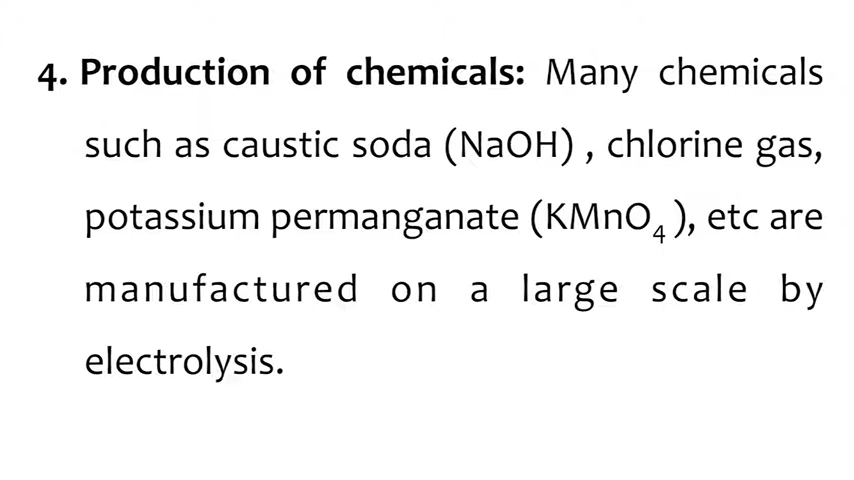 4. Production of chemicals: Many chemicals
such as caustic soda (NaOH) , chlorine gas,
potassium permanganate (KMnO₄ ), etc are
manufactured on a large scale by
electrolysis.